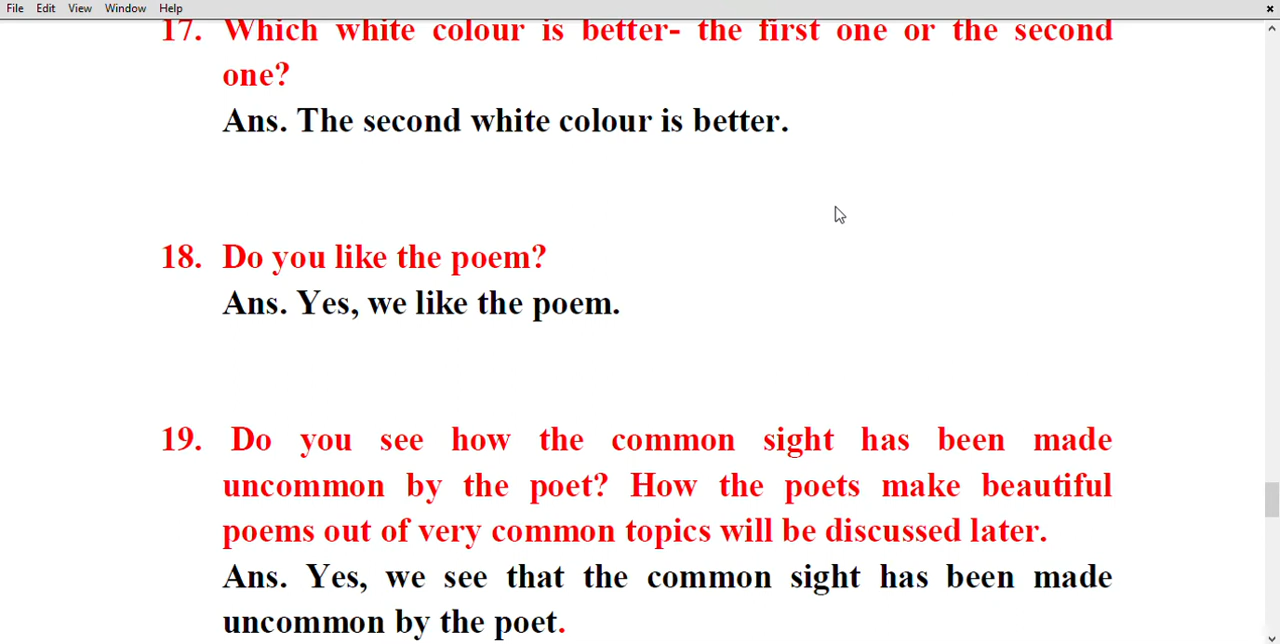 File Edit View Window Help
17. Which white colour is better- the first one or the second
one?
Ans. The second white colour is better.
18. Do you like the poem?
Ans. Yes, we like the poem.
19. Do you see how the common sight has been made
uncommon by the poet? How the poets make beautiful
poems out of very common topics will be discussed later.
Ans. Yes, we see that the common sight has been made
uncommon by the poet.